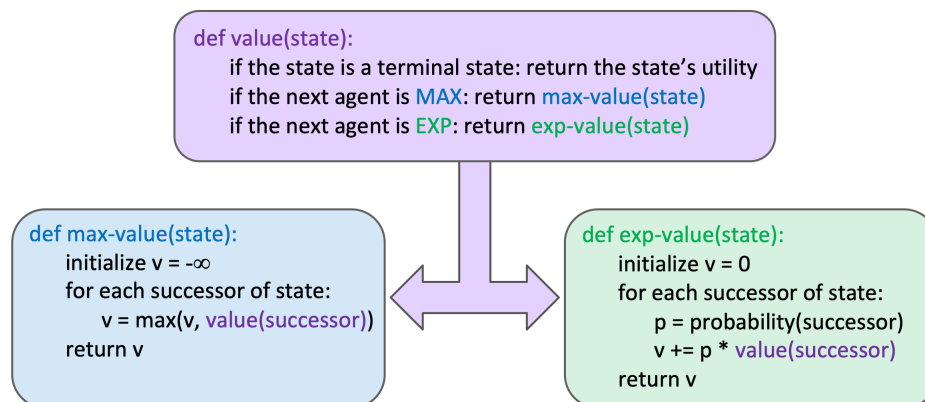 def value(state):
if the state is a terminal state: return the state’s utility
if the next agent is MAX: return max-value(state)
if the next agent is EXP: return exp-value(state)
def max-value(state):
initialize v = -∞
for each successor of state:
v = max(v, value(successor))
return v
def exp-value(state):
initialize v = 0
for each successor of state:
p = probability(successor)
v += p * value(successor)
return v